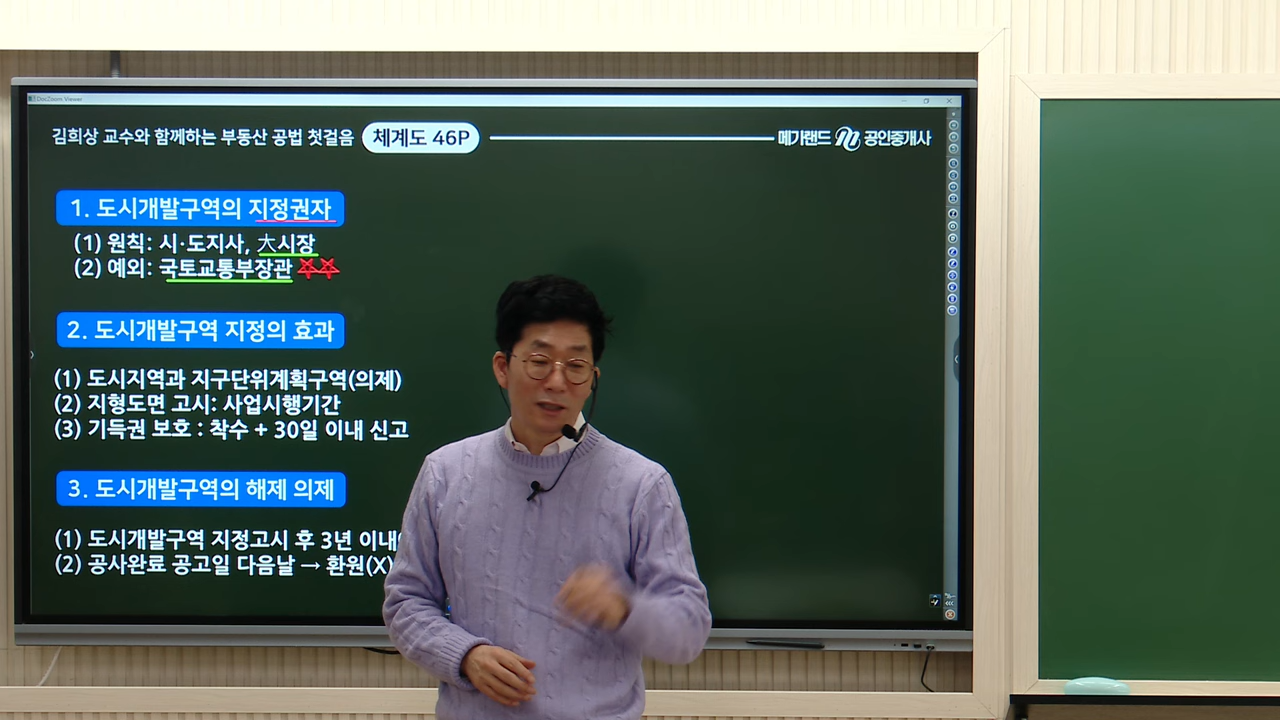 DocZoom Viewer
김희상 교수와 함께하는 부동산 공법 첫걸음 체계도 46P 메가랜드 공인중개사
1. 도시개발구역의 지정권자
(1) 원칙: 시·도지사, 大시장
(2) 예외: 국토교통부장관
2. 도시개발구역 지정의 효과
(1) 도시지역과 지구단위계획구역(의제)
(2) 지형도면 고시: 사업시행기간
(3) 기득권 보호 : 착수 + 30일 이내 신고
3. 도시개발구역의 해제 의제
(1) 도시개발구역 지정고시 후 3년 이내
(2) 공사완료 공고일 다음날 → 환원(X)